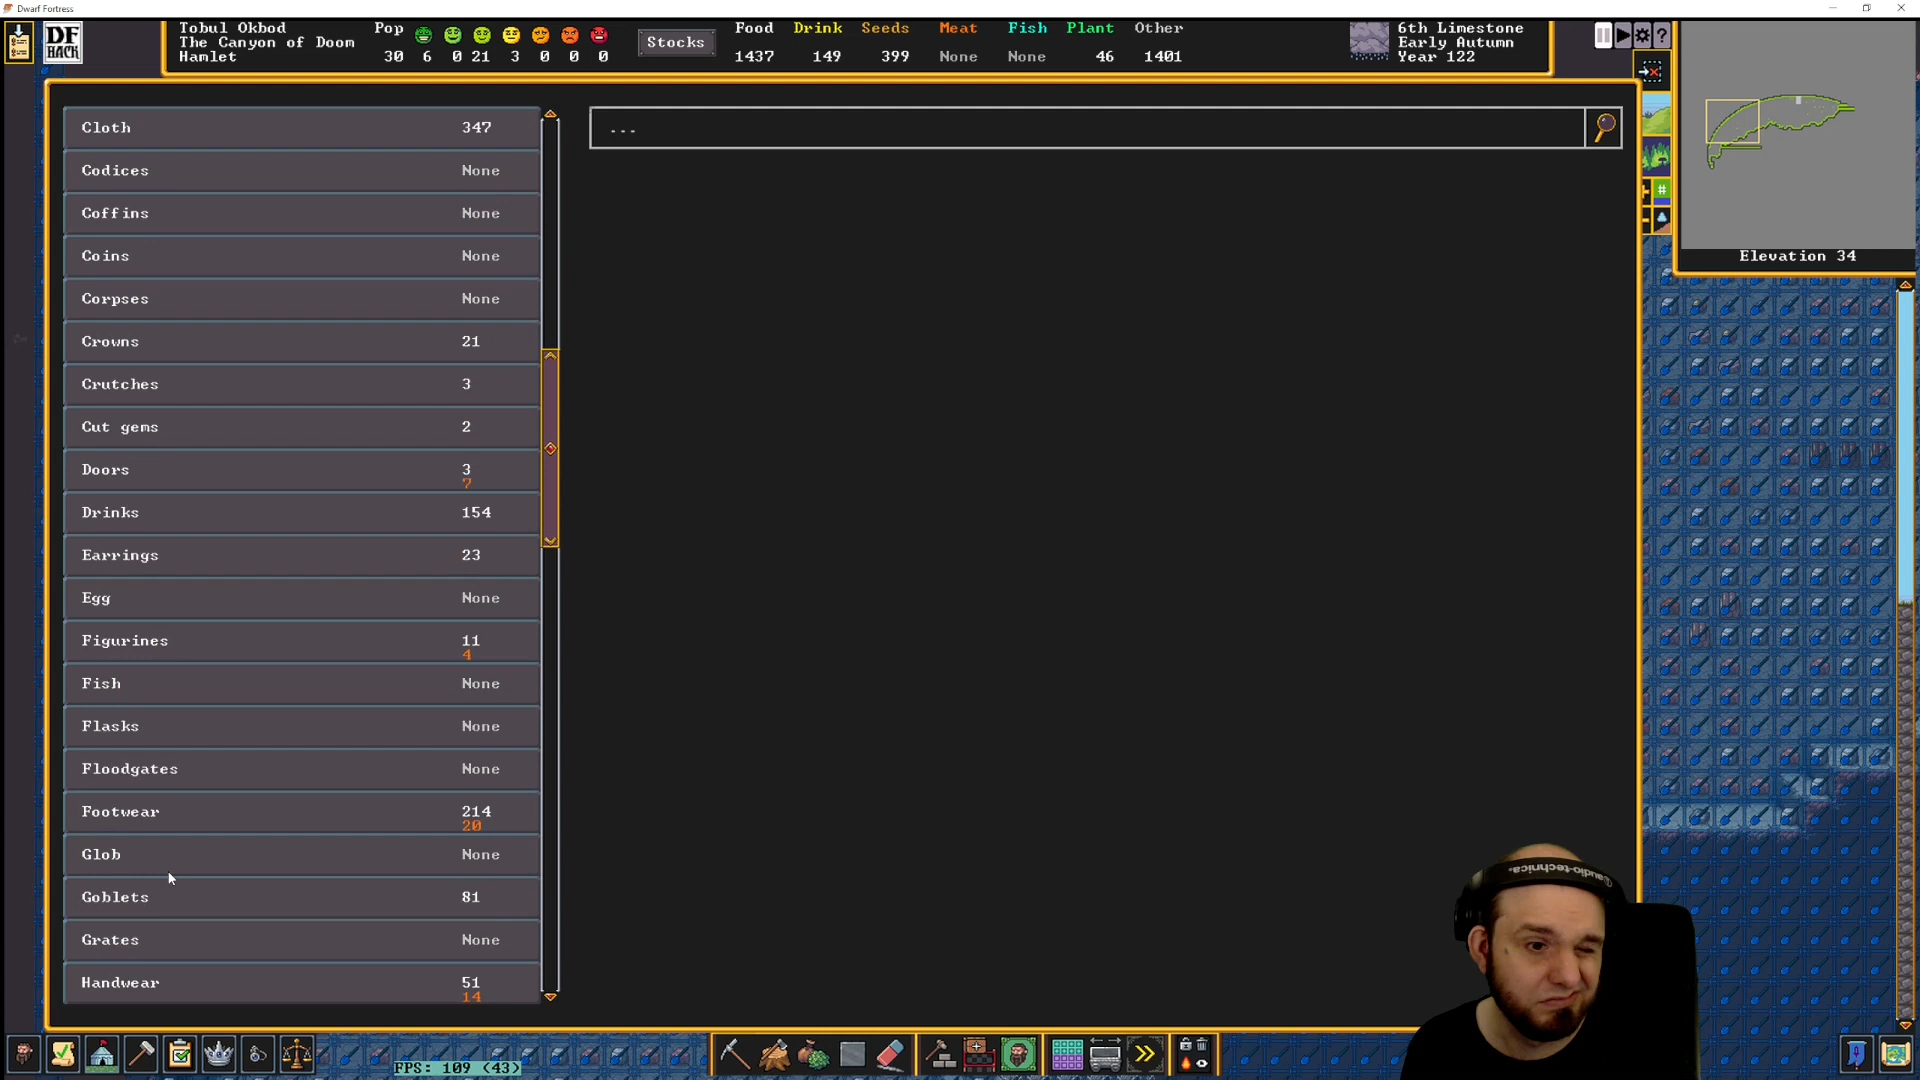 Dwarf Fortress
DF
HACK
Tobul Okbod
The Canyon of Doom
Hamlet
Pop
30 6 0 21 3 0 0 0
Stocks
Food Drink Seeds Meat Fish Plant Other
1437 149 399 None None 46 1401
6th Limestone
Early Autumn
Year 122
?
Elevation 34
...
Cloth 347
Codices None
Coffins None
Coins None
Corpses None
Crowns 21
Crutches 3
Cut gems 2
Doors 3
7
Drinks 154
Earrings 23
Egg None
Figurines 11
4
Fish None
Flasks None
Floodgates None
Footwear 214
20
Glob None
Goblets 81
Grates None
Handwear 51
14
FPS: 109 (43)
audio-technica.